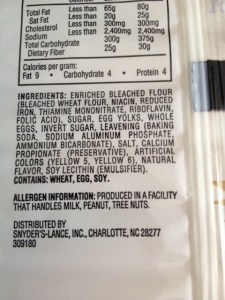 Total Fat Less than 65g 80g
Sat Fat Less than 20g 25g
Cholesterol Less than 300mg 300mg
Sodium Less than 2,400mg 2,400mg
Total Carbohydrate 300g 375g
Dietary Fiber 25g 30g
Calories per gram:
Fat 9 • Carbohydrate 4 • Protein 4
INGREDIENTS: ENRICHED BLEACHED FLOUR
(BLEACHED WHEAT FLOUR, NIACIN, REDUCED
IRON, THIAMINE MONONITRATE, RIBOFLAVIN,
FOLIC ACID), SUGAR, EGG YOLKS, WHOLE
EGGS, INVERT SUGAR, LEAVENING (BAKING
SODA, SODIUM ALUMINUM PHOSPHATE,
AMMONIUM BICARBONATE), SALT, CALCIUM
PROPIONATE (PRESERVATIVE), ARTIFICIAL
COLORS (YELLOW 5, YELLOW 6), NATURAL
FLAVOR, SOY LECITHIN (EMULSIFIER).
CONTAINS: WHEAT, EGG, SOY.
ALLERGEN INFORMATION: PRODUCED IN A FACILITY
THAT HANDLES MILK, PEANUT, TREE NUTS.
DISTRIBUTED BY
SNYDER'S-LANCE, INC., CHARLOTTE, NC 28277
309180